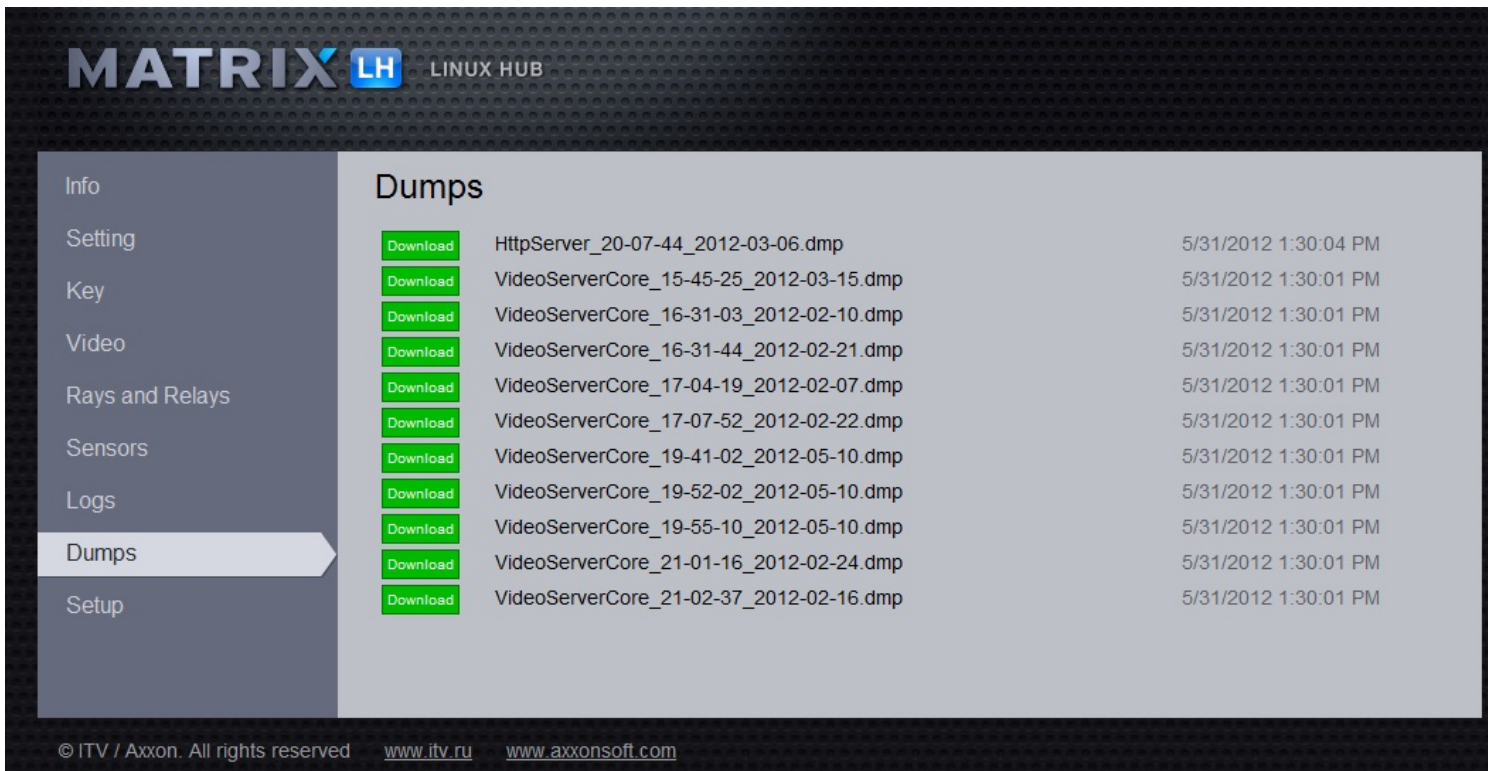 MATRIX LH LINUX HUB
Info
Setting
Key
Video
Rays and Relays
Sensors
Logs
Dumps
Setup
Dumps
Download HttpServer_20-07-44_2012-03-06.dmp 5/31/2012 1:30:04 PM
Download VideoServerCore_15-45-25_2012-03-15.dmp 5/31/2012 1:30:01 PM
Download VideoServerCore_16-31-03_2012-02-10.dmp 5/31/2012 1:30:01 PM
Download VideoServerCore_16-31-44_2012-02-21.dmp 5/31/2012 1:30:01 PM
Download VideoServerCore_17-04-19_2012-02-07.dmp 5/31/2012 1:30:01 PM
Download VideoServerCore_17-07-52_2012-02-22.dmp 5/31/2012 1:30:01 PM
Download VideoServerCore_19-41-02_2012-05-10.dmp 5/31/2012 1:30:01 PM
Download VideoServerCore_19-52-02_2012-05-10.dmp 5/31/2012 1:30:01 PM
Download VideoServerCore_19-55-10_2012-05-10.dmp 5/31/2012 1:30:01 PM
Download VideoServerCore_21-01-16_2012-02-24.dmp 5/31/2012 1:30:01 PM
Download VideoServerCore_21-02-37_2012-02-16.dmp 5/31/2012 1:30:01 PM
© ITV / Axxon. All rights reserved www.itv.ru www.axxonsoft.com